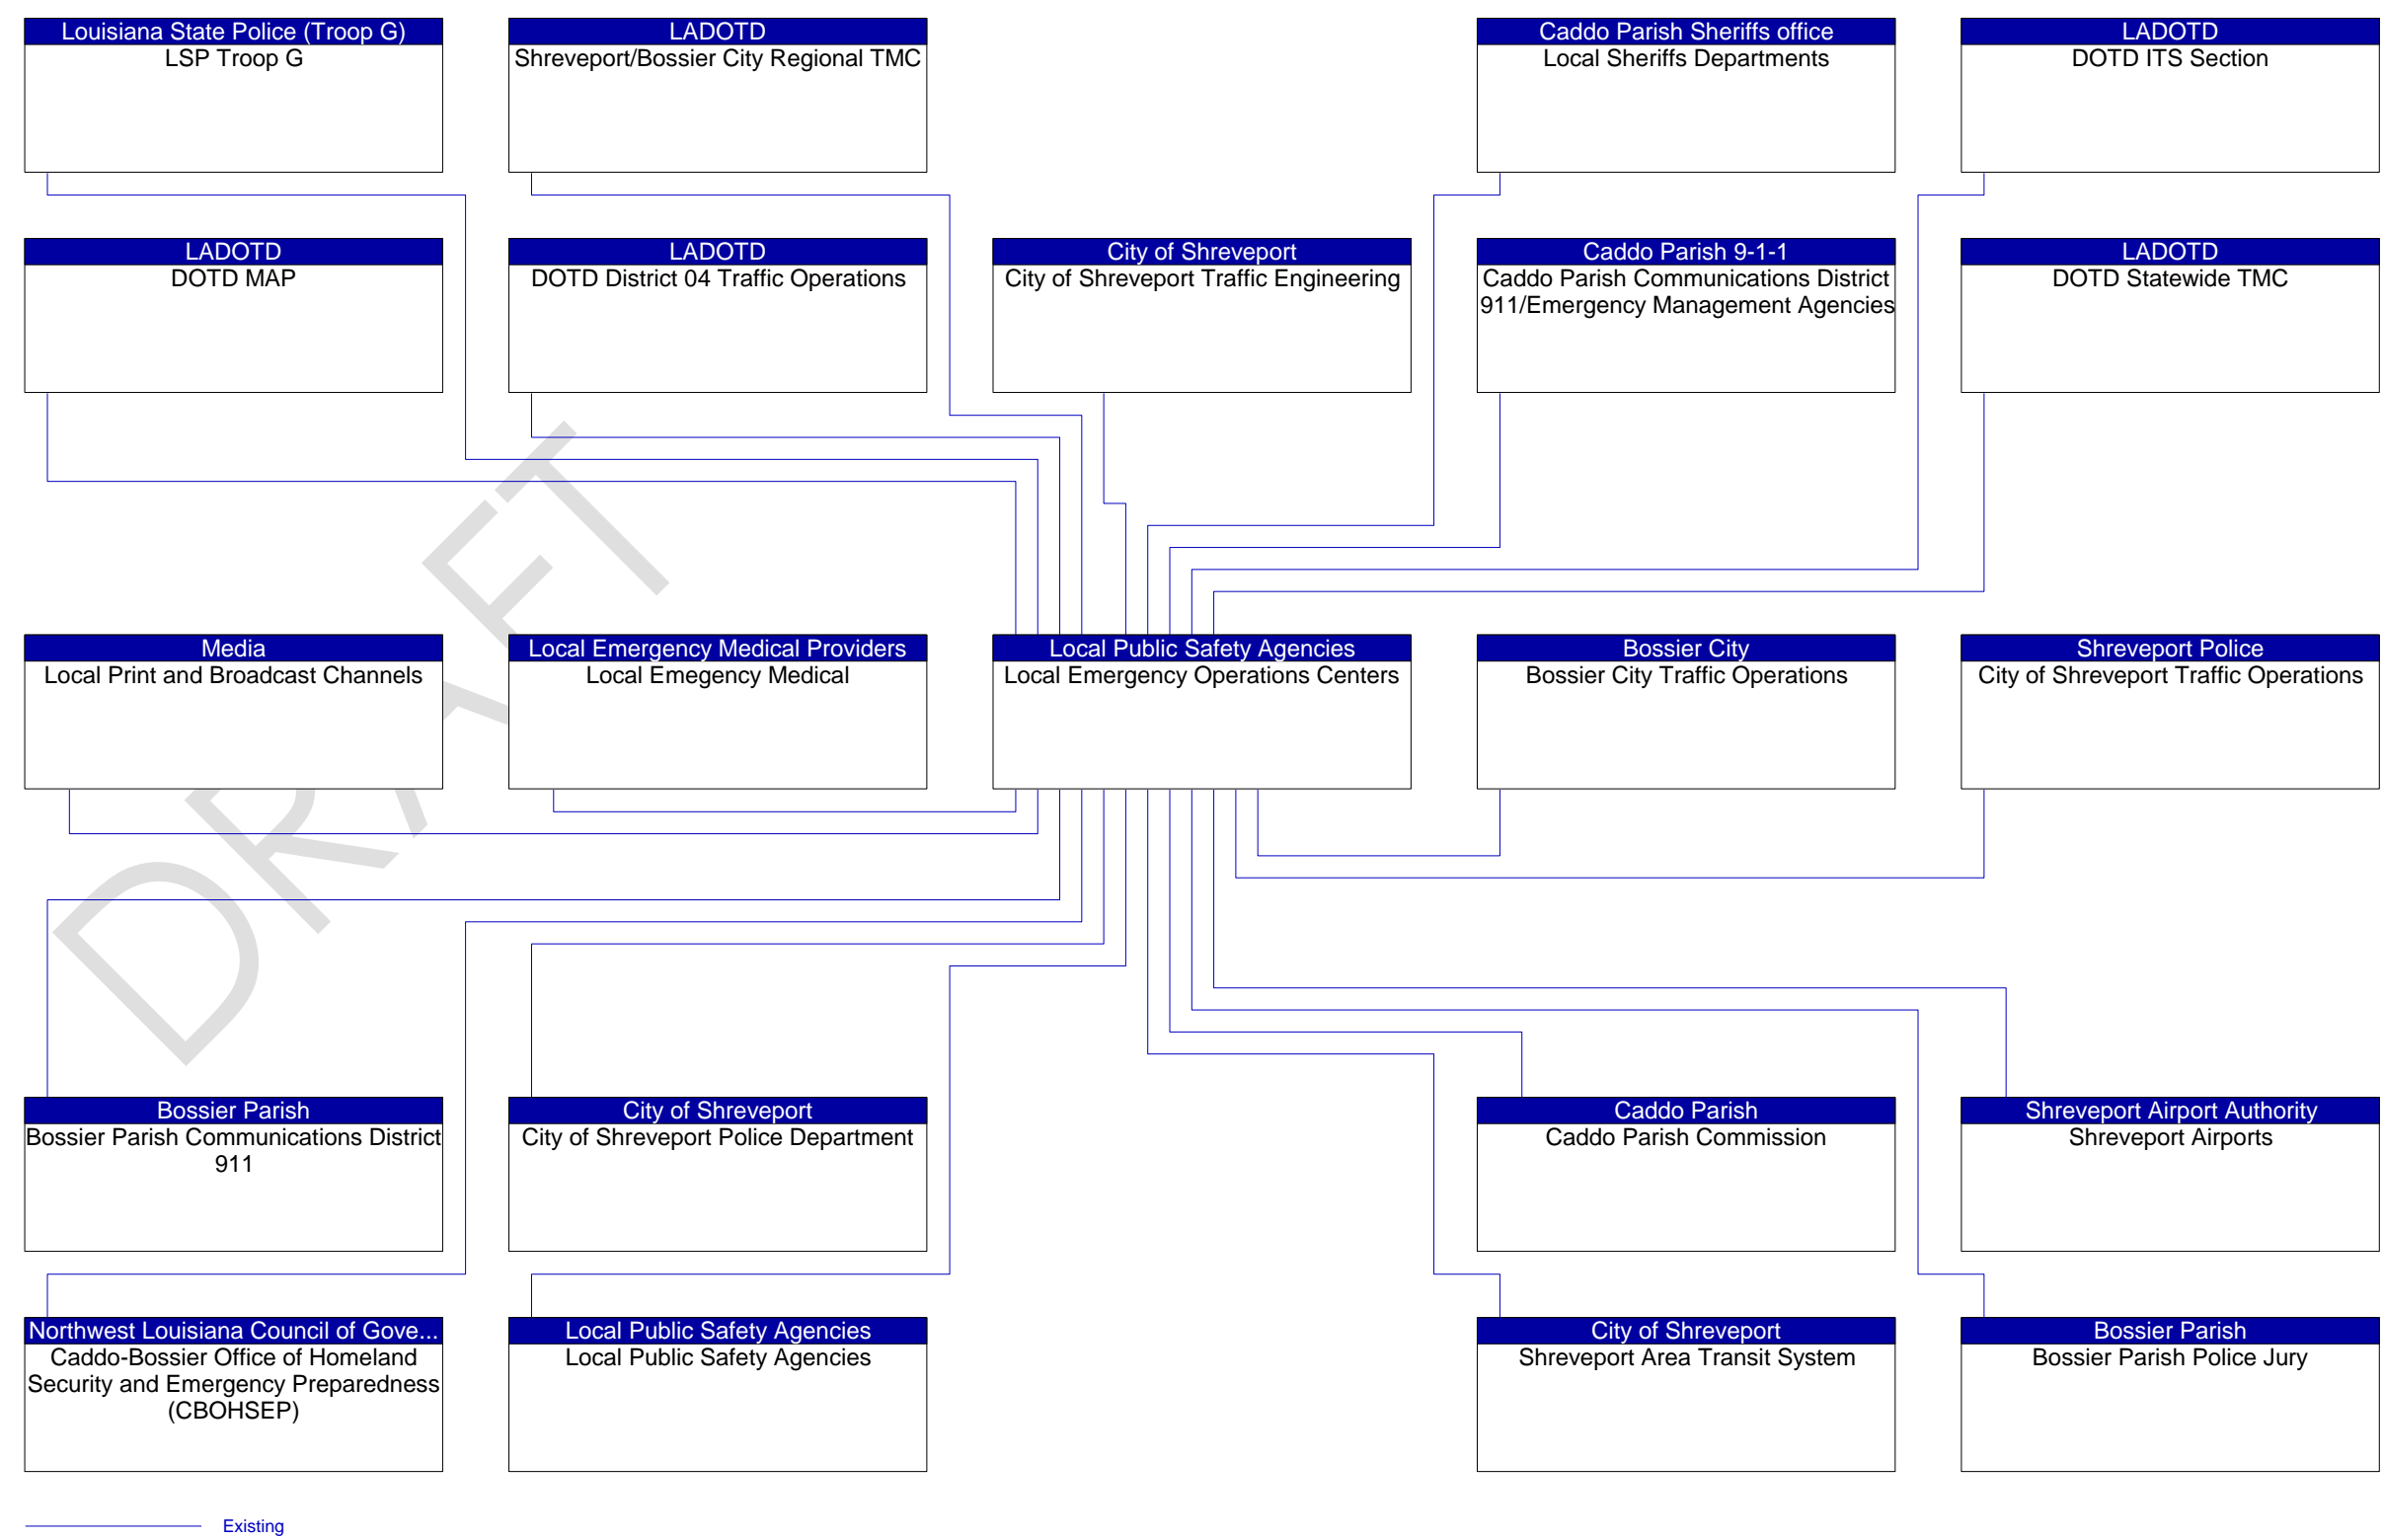 Louisiana State Police (Troop G)
LSP Troop G
LADOTD
Shreveport/Bossier City Regional TMC
Caddo Parish Sheriffs office
Local Sheriffs Departments
LADOTD
DOTD ITS Section
LADOTD
DOTD MAP
LADOTD
DOTD District 04 Traffic Operations
City of Shreveport
City of Shreveport Traffic Engineering
Caddo Parish 9-1-1
Caddo Parish Communications District
911/Emergency Management Agencies
LADOTD
DOTD Statewide TMC
DRAFT
Media
Local Print and Broadcast Channels
Local Emergency Medical Providers
Local Emegency Medical
Local Public Safety Agencies
Local Emergency Operations Centers
Bossier City
Bossier City Traffic Operations
Shreveport Police
City of Shreveport Traffic Operations
Bossier Parish
Bossier Parish Communications District
911
City of Shreveport
City of Shreveport Police Department
Caddo Parish
Caddo Parish Commission
Shreveport Airport Authority
Shreveport Airports
Northwest Louisiana Council of Gove...
Caddo-Bossier Office of Homeland
Security and Emergency Preparedness
(CBOHSEP)
Local Public Safety Agencies
Local Public Safety Agencies
City of Shreveport
Shreveport Area Transit System
Bossier Parish
Bossier Parish Police Jury
Existing